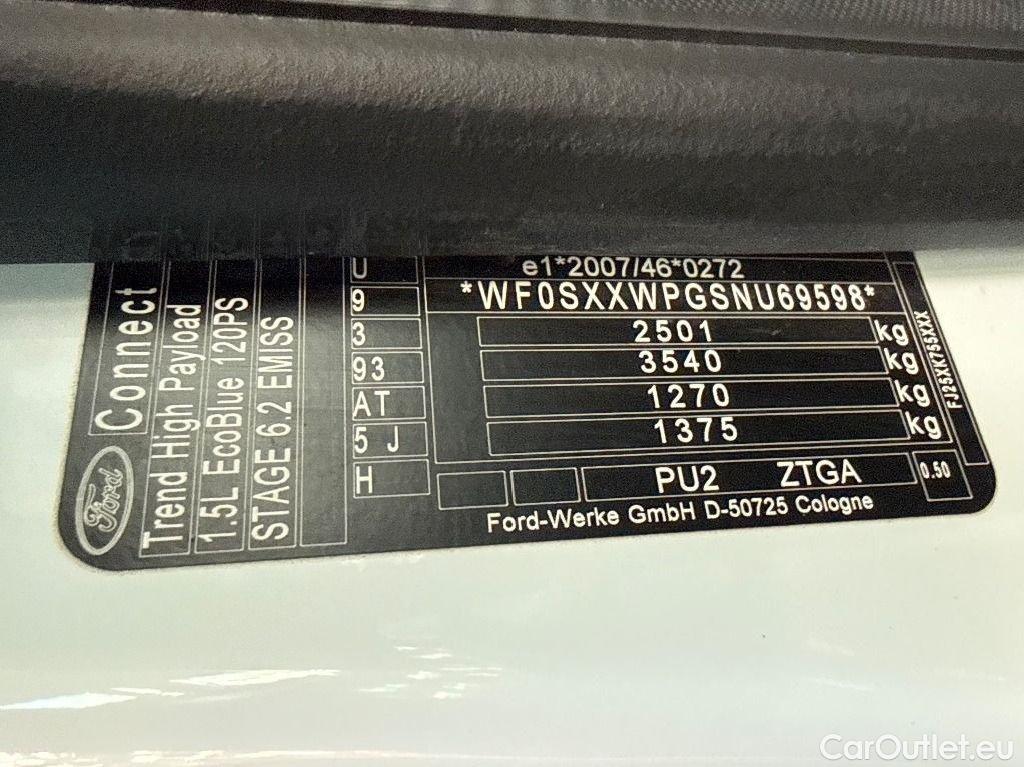 Ford
Connect
Trend High Payload
1.5L EcoBlue 120PS
STAGE 6.2 EMISS
U
9
3
93
AT
5 J
H
e1*2007/46*0272
*WF0SXXWPGSNU69598*
2501 kg
3540 kg
1270 kg
1375 kg
PU2 ZTGA
0.50
FJ25XK755XXX
Ford-Werke GmbH D-50725 Cologne
CarOutlet.eu